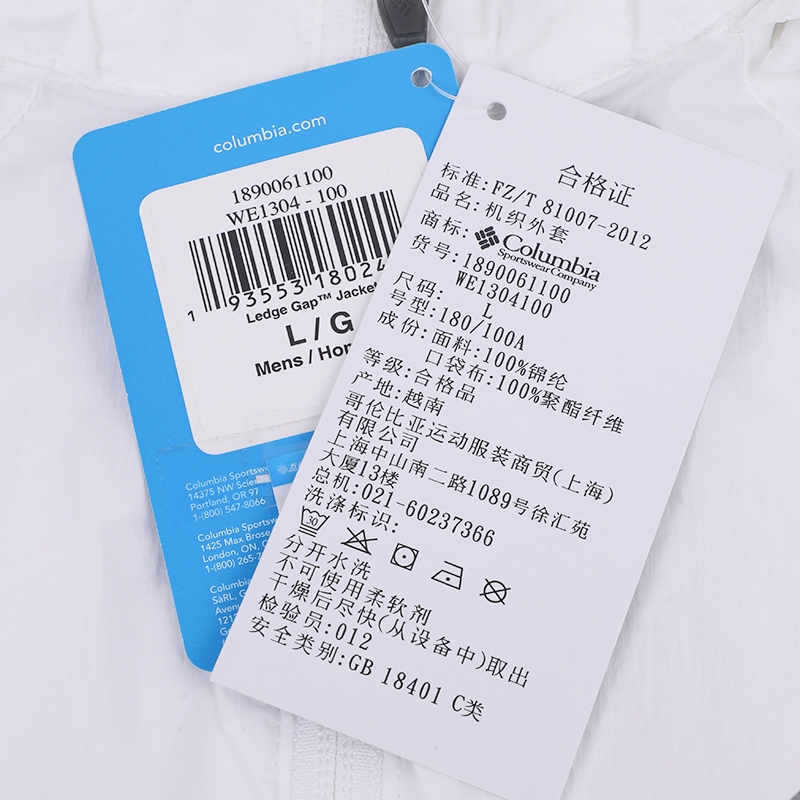 columbia.com
1890061100
WE1304 - 100
1 93553 18024
Ledge Gap™ Jacket
L / G
Mens /
Columbia
14375 NW
Portland, OR 97
1-(800) 547-8066
Columbia
1425 Max
London, ON,
1-(800) 265-
Columbia
SàRL,
Avenue
合格证
标准:FZ/T 81007-2012
品名:机织外套
商标:Columbia
Sportswear Company
货号:1890061100
WE1304100
尺码: L
号型:180/100A
成份:面料:100%锦纶
口袋布:100%聚酯纤维
等级:合格品
产地:越南
哥伦比亚运动服装商贸(上海)
有限公司
上海中山南二路1089号徐汇苑
大厦13楼
总机:021-60237366
洗涤标识:
30
分开水洗
不可使用柔软剂
干燥后尽快(从设备中)取出
检验员:012
安全类别:GB 18401 C类